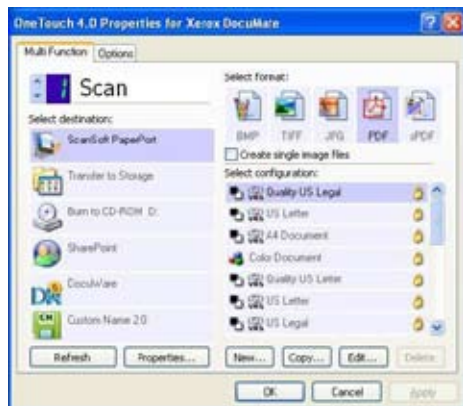 OneTouch 4.0 Properties for Xerox DocuMate
Multi Function
Options
1
Scan
Select destination:
ScanSoft PaperPort
Transfer to Storage
Burn to CD-ROM D:
SharePoint
DocuWare
Custom Name 20
Select format:
BMP
TIFF
JPG
PDF
sPDF
Create single image files
Select configuration:
Quality US Legal
US Letter
A4 Document
Color Document
Quality US Letter
US Letter
US Legal
Refresh
Properties...
New...
Copy...
Edit...
Delete
OK
Cancel
Apply